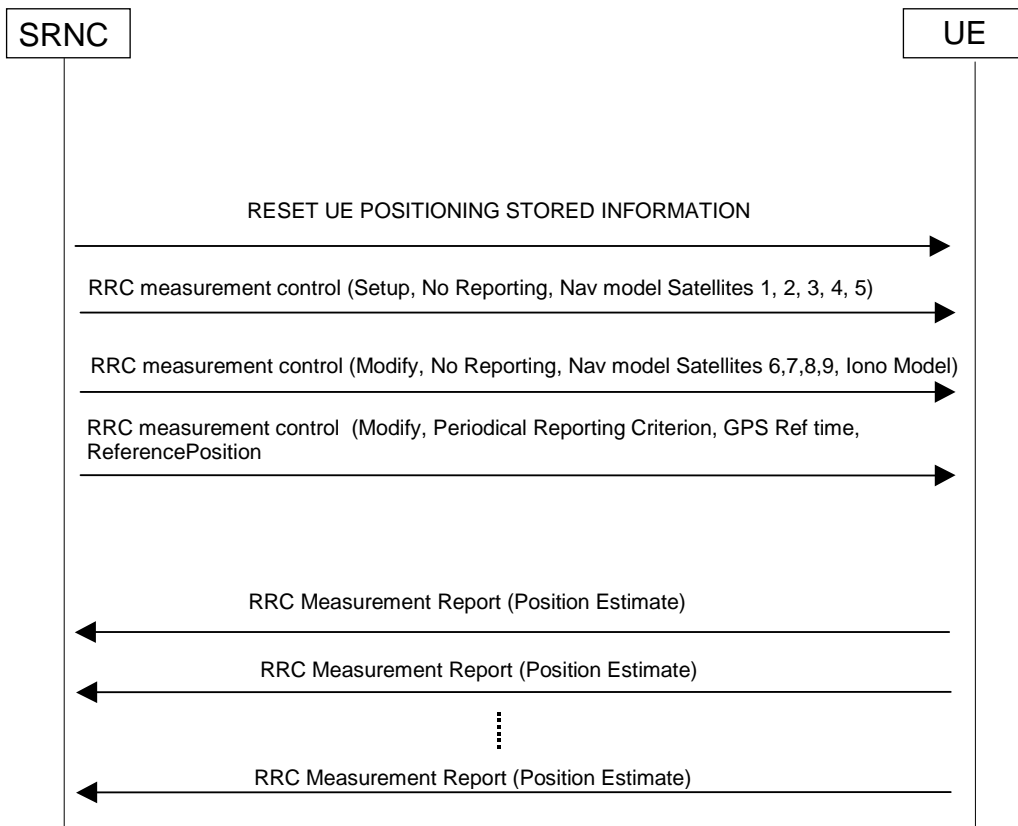 SRNC
UE
RESET UE POSITIONING STORED INFORMATION
RRC measurement control (Setup, No Reporting, Nav model Satellites 1, 2, 3, 4, 5)
RRC measurement control (Modify, No Reporting, Nav model Satellites 6,7,8,9, Iono Model)
RRC measurement control (Modify, Periodical Reporting Criterion, GPS Ref time,
ReferencePosition
RRC Measurement Report (Position Estimate)
RRC Measurement Report (Position Estimate)
RRC Measurement Report (Position Estimate)